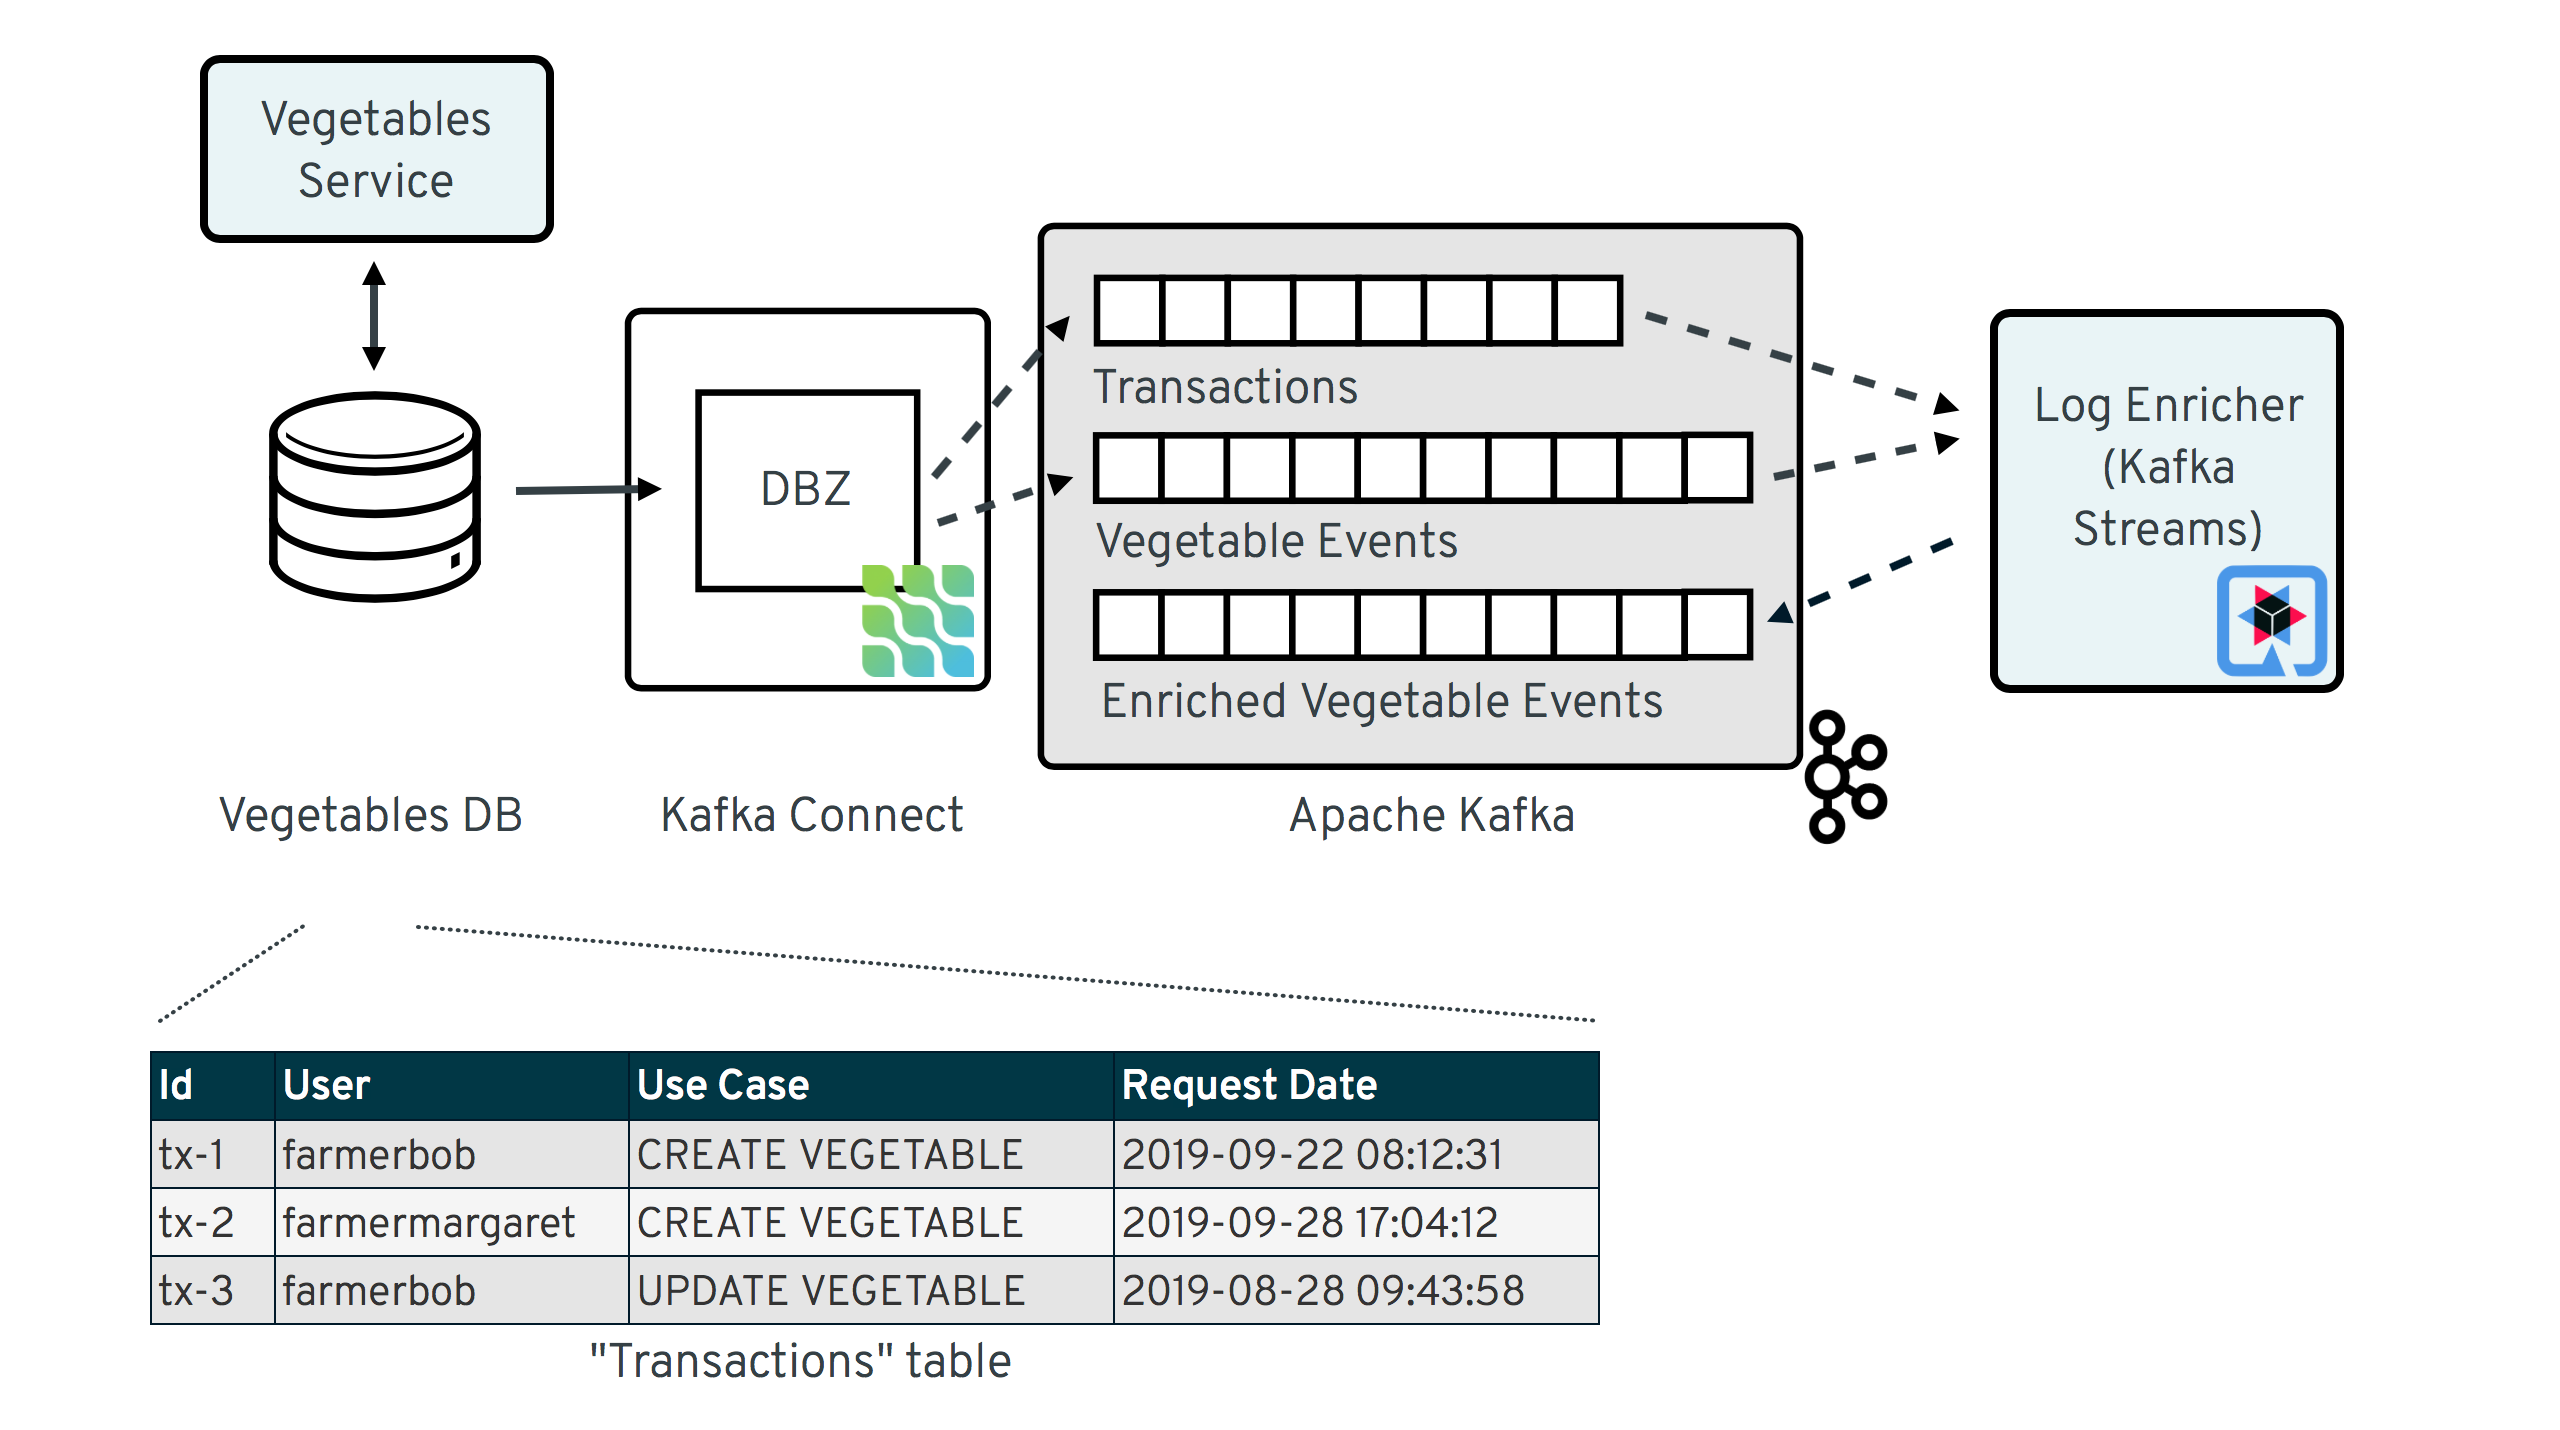 Vegetables
Service
DBZ
Transactions
Vegetable Events
Enriched Vegetable Events
Log Enricher
(Kafka
Streams)
Vegetables DB
Kafka Connect
Apache Kafka
Id User Use Case Request Date
tx-1 farmerbob CREATE VEGETABLE 2019-09-22 08:12:31
tx-2 farmermargaret CREATE VEGETABLE 2019-09-28 17:04:12
tx-3 farmerbob UPDATE VEGETABLE 2019-08-28 09:43:58
"Transactions" table